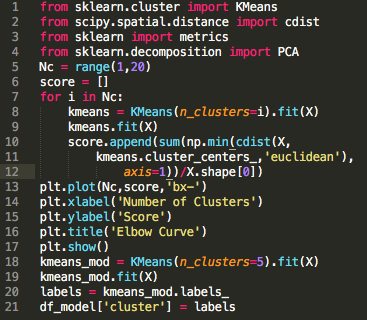 1 from sklearn.cluster import KMeans
2 from scipy.spatial.distance import cdist
3 from sklearn import metrics
4 from sklearn.decomposition import PCA
5 Nc = range(1,20)
6 score = []
7 for i in Nc:
8 kmeans = KMeans(n_clusters=i).fit(X)
9 kmeans.fit(X)
10 score.append(sum(np.min(cdist(X,
11 kmeans.cluster_centers_,'euclidean'),
12 axis=1))/X.shape[0])
13 plt.plot(Nc,score,'bx-')
14 plt.xlabel('Number of Clusters')
15 plt.ylabel('Score')
16 plt.title('Elbow Curve')
17 plt.show()
18 kmeans_mod = KMeans(n_clusters=5).fit(X)
19 kmeans_mod.fit(X)
20 labels = kmeans_mod.labels_
21 df_model['cluster'] = labels